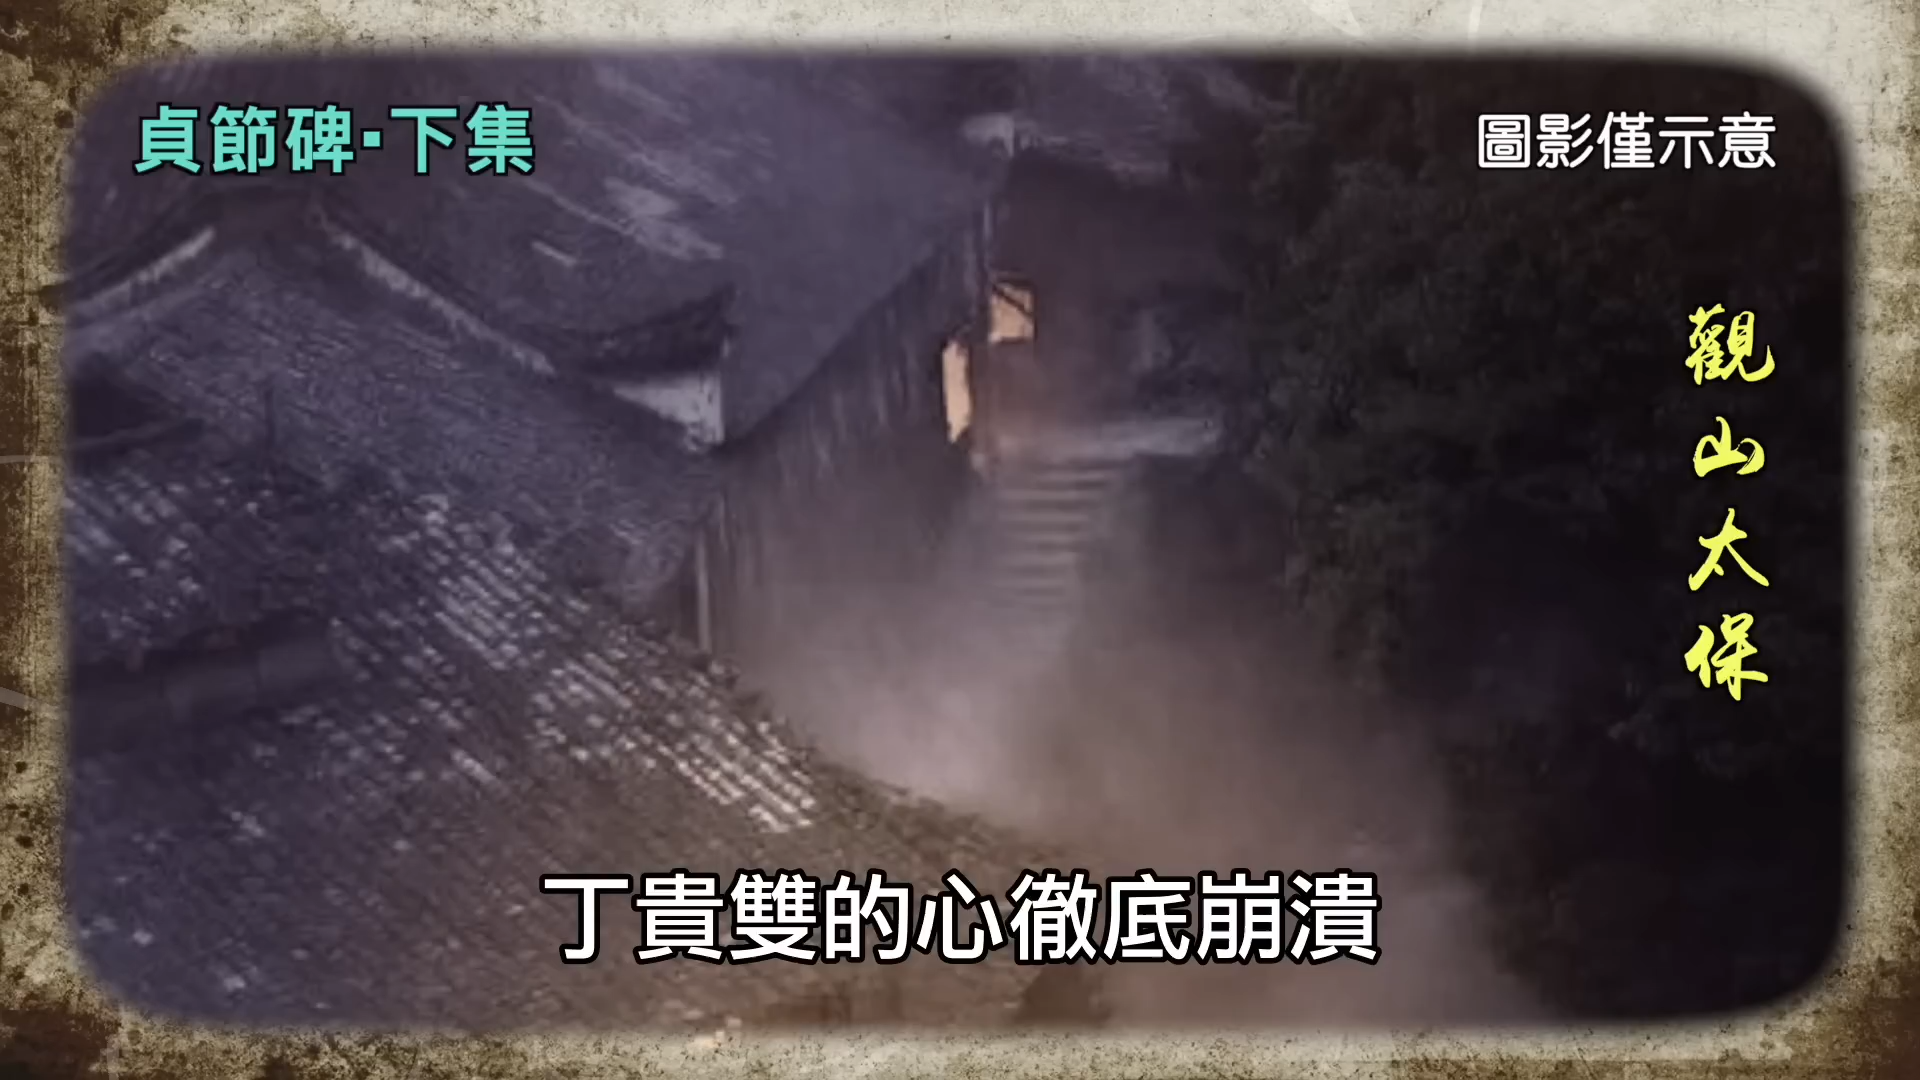 貞節碑▪下集
圖影僅示意
觀山太保
丁貴雙的心徹底崩潰